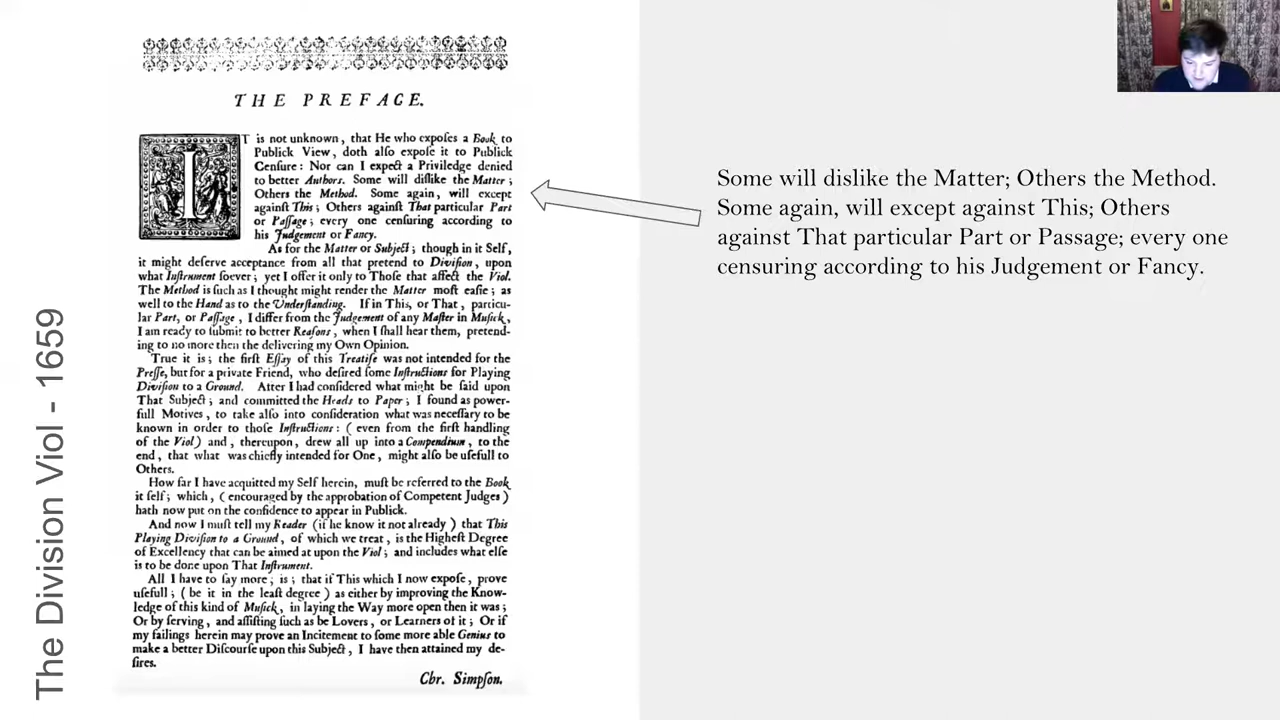 THE PREFACE.
IT is not unknown, that He who exposes a Book to
Publick View, doth also expose it to Publick
Censure: Nor can I expect a Priviledge denied
to better Authors. Some will dislike the Matter;
Others the Method. Some again, will except
against This; Others against That particular Part
or Passage; every one censuring according to
his Judgement or Fancy.
As for the Matter or Subject; though in it Self,
it might deserve acceptance from all that pretend to Division, upon
what Instrument soever; yet I offer it only to Those that affect the Viol.
The Method is such as I thought might render the Matter most easie; as
well to the Hand as to the Understanding. If in This, or That, particu-
lar Part, or Passage, I differ from the Judgement of any Master in Musick,
I am ready to submit to better Reasons, when I shall hear them, pretend-
ing to no more then the delivering my Own Opinion.
True it is; the first Essay of this Treatise was not intended for the
Presse, but for a private Friend, who desired some Instructions for Playing
Division to a Ground. After I had considered what might be said upon
That Subject; and committed the Heads to Paper; I found as power-
full Motives, to take also into consideration what was necessary to be
known in order to those Instructions: (even from the first handling
of the Viol) and, thereupon, drew all up into a Compendium, to the
end, that what was chiefly intended for One, might also be usefull to
Others.
How far I have acquitted my Self herein, must be referred to the Book
it self; which, (encouraged by the approbation of Competent Judges)
hath now put on the confidence to appear in Publick.
And now I must tell my Reader (if he know it not already) that This
Playing Division to a Ground, of which we treat, is the Highest Degree
of Excellency that can be aimed at upon the Viol; and includes what else
is to be done upon That Instrument.
All I have to say more; is; that if This which I now expose, prove
usefull; (be it in the least degree) as either by improving the Know-
ledge of this kind of Musick, in laying the Way more open then it was;
Or by serving, and assisting such as be Lovers, or Learners of it; Or if
my failings herein may prove an Incitement to some more able Genius to
make a better Discourse upon this Subject, I have then attained my de-
sires.
Chr. Simpson.
Some will dislike the Matter; Others the Method.
Some again, will except against This; Others
against That particular Part or Passage; every one
censuring according to his Judgement or Fancy.
The Division Viol - 1659